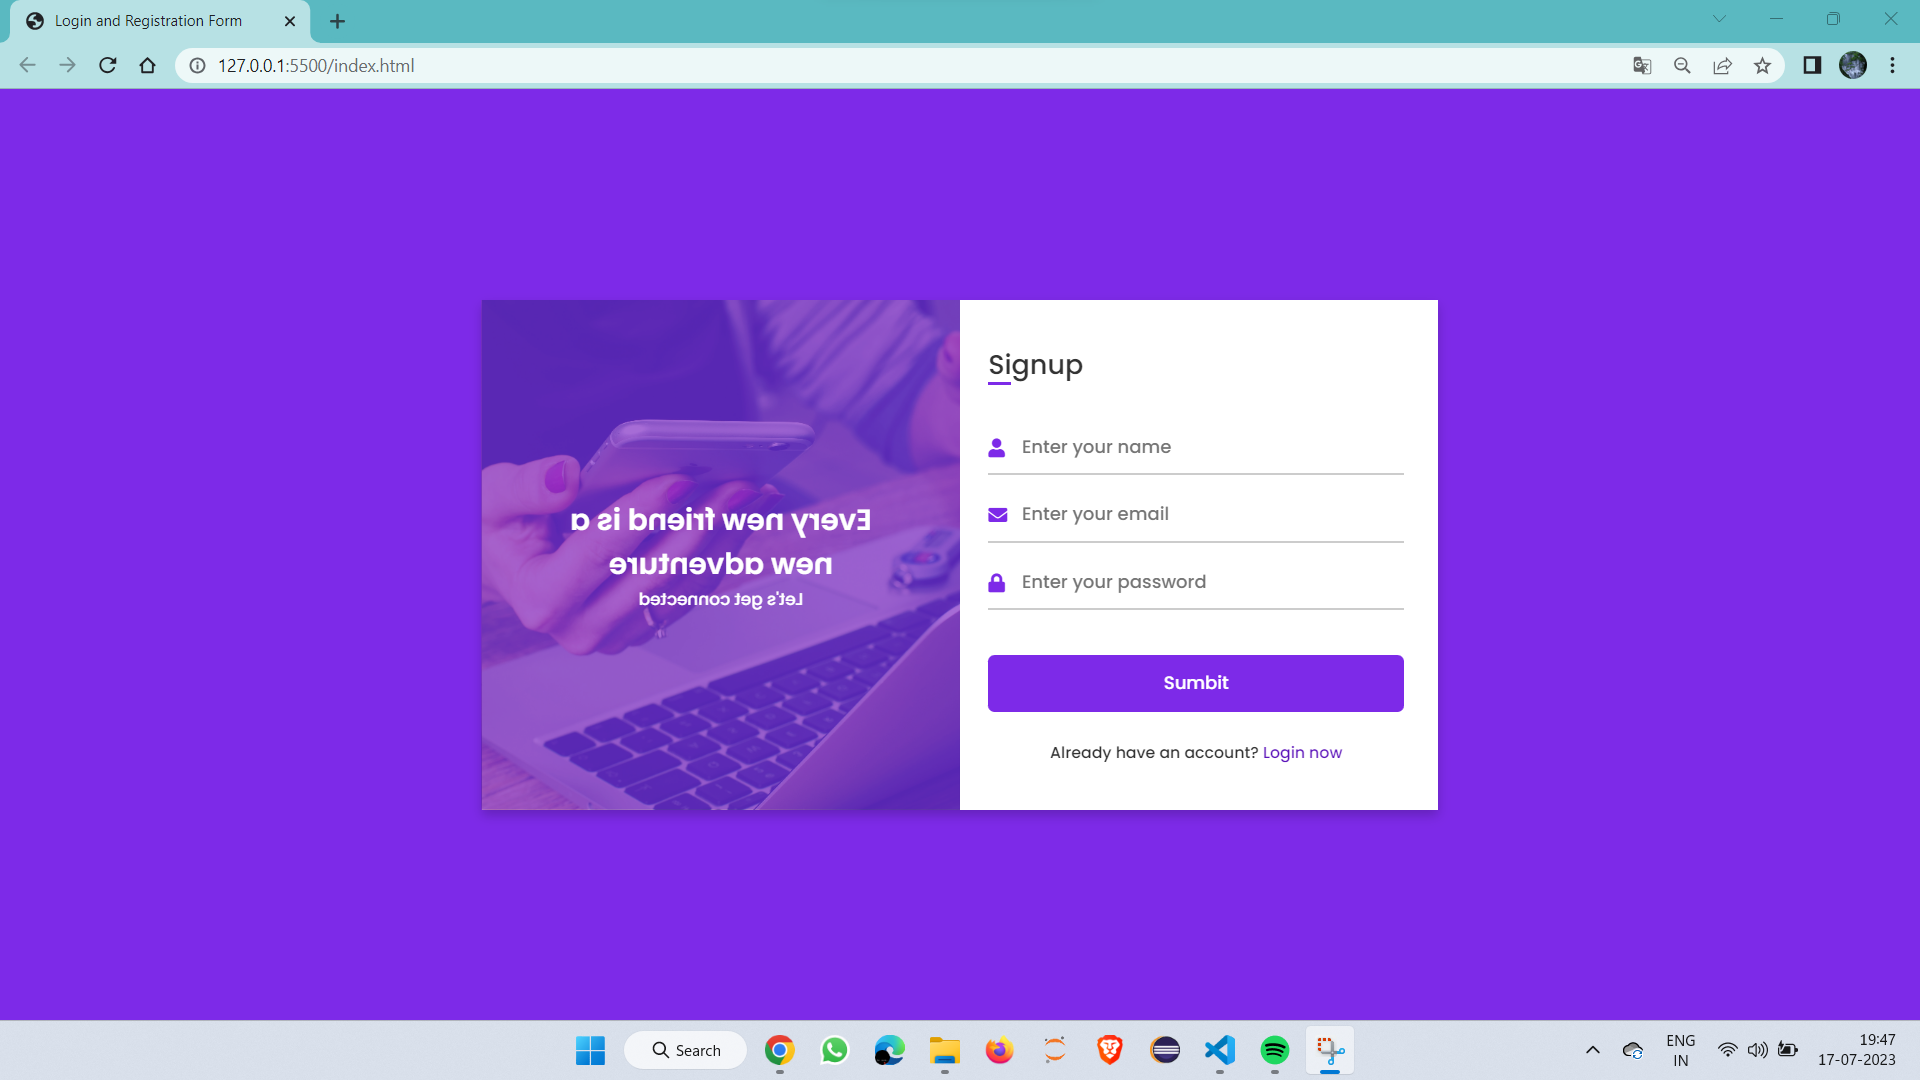 Login and Registration Form
127.0.0.1:5500/index.html
Every new friend is a
new adventure
Let's get connected
Signup
Enter your name
Enter your email
Enter your password
Sumbit
Already have an account? Login now
Search
ENG
IN
19:47
17-07-2023